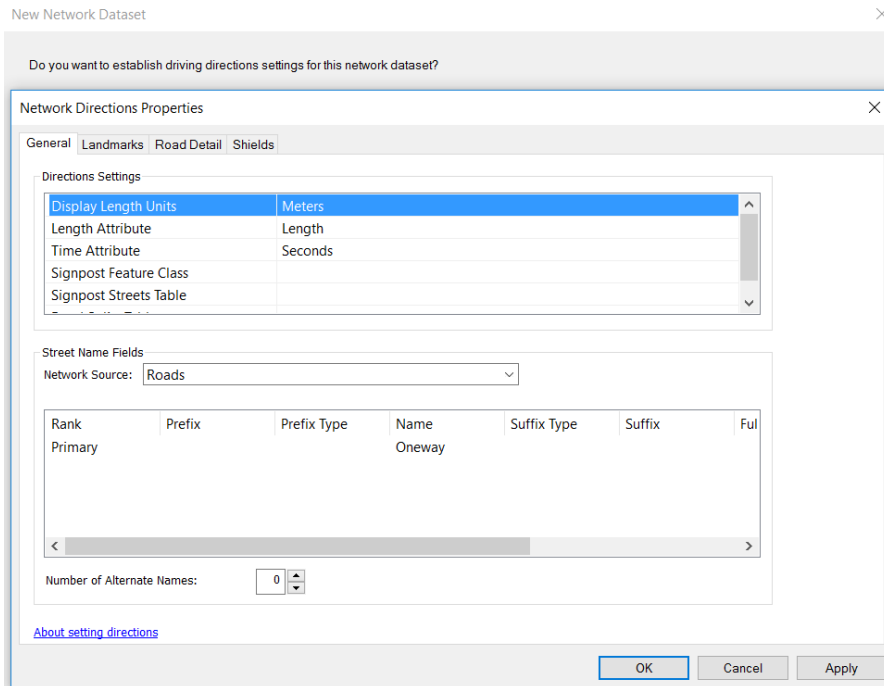 New Network Dataset
Do you want to establish driving directions settings for this network dataset?
Network Directions Properties
General Landmarks Road Detail Shields
Directions Settings
Display Length Units Meters
Length Attribute Length
Time Attribute Seconds
Signpost Feature Class
Signpost Streets Table
Street Name Fields
Network Source: Roads
Rank Prefix Prefix Type Name Suffix Type Suffix Ful
Primary Oneway
Number of Alternate Names: 0
About setting directions
OK Cancel Apply